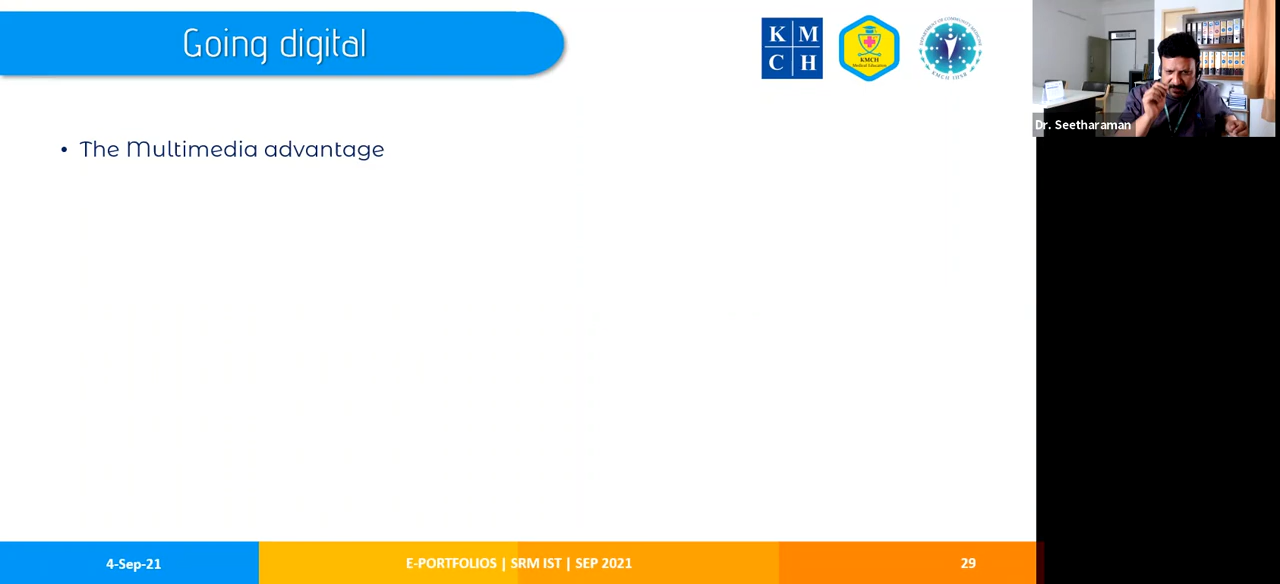 Going digital
K M
C H
KMCH
Medical Education
Dr. Seetharaman
• The Multimedia advantage
4-Sep-21
E-PORTFOLIOS | SRM IST | SEP 2021
29